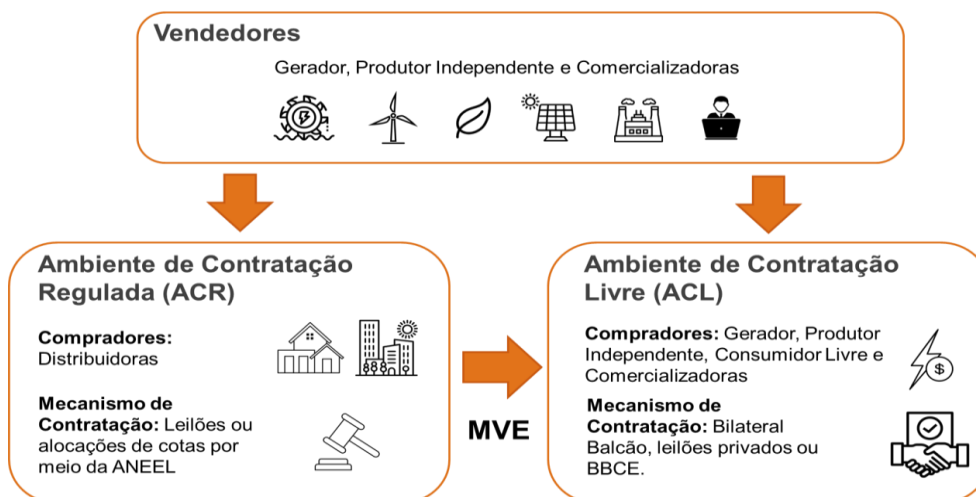 Vendedores
Gerador, Produtor Independente e Comercializadoras
Ambiente de Contratação
Regulada (ACR)
Compradores:
Distribuidoras
Mecanismo de
Contratação: Leilões ou
alocações de cotas por
meio da ANEEL
MVE
Ambiente de Contratação
Livre (ACL)
Compradores: Gerador, Produtor
Independente, Consumidor Livre e
Comercializadoras
$
Mecanismo de
Contratação: Bilateral
Balcão, leilões privados ou
BBCE.